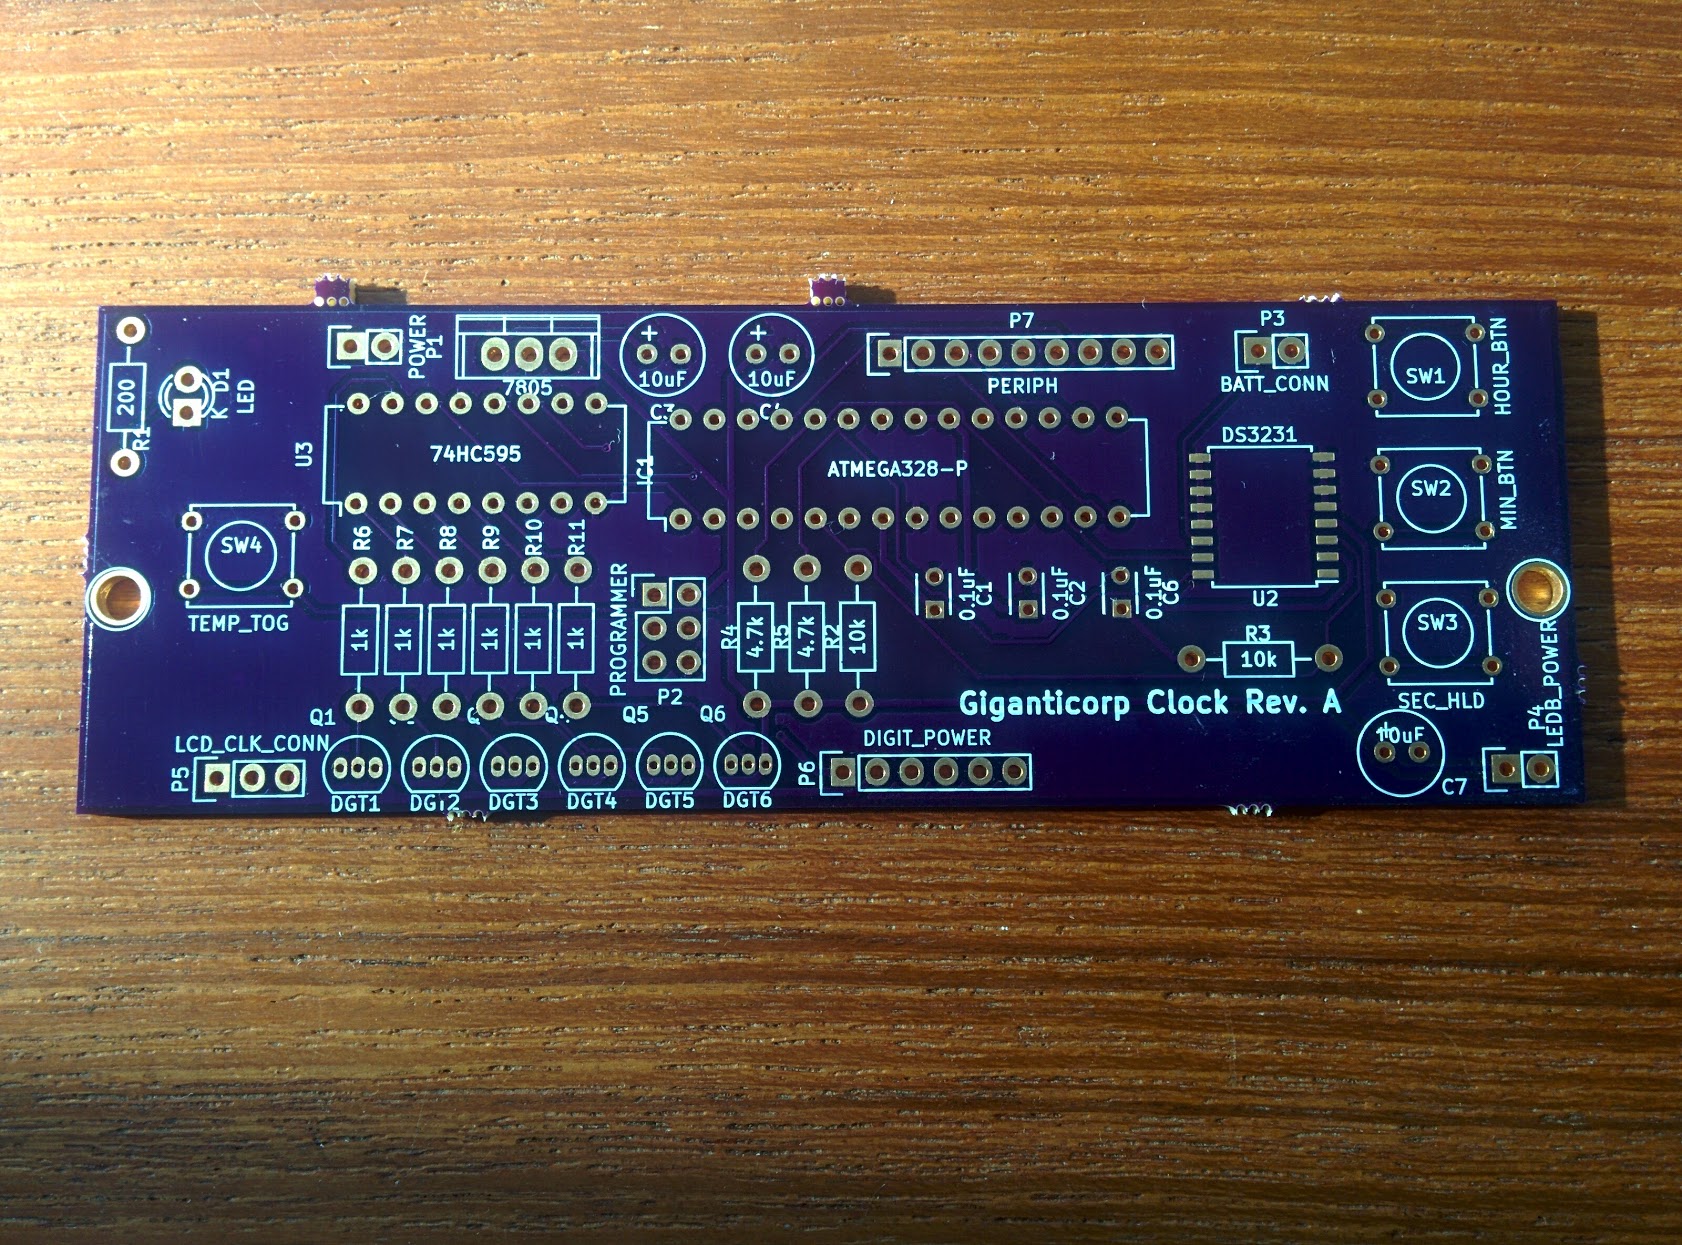 POWER
P1
7805
10uF
C3
10uF
P7
PERIPH
P3
BATT_CONN
SW1
HOUR_BTN
200
R1
D1
K
LED
U3
74HC595
IC1
ATMEGA328-P
DS3231
U2
SW2
MIN_BTN
SW4
TEMP_TOG
R6
R7
R8
R9
R10
R11
1k
1k
1k
1k
1k
1k
PROGRAMMER
P2
R4
4.7k
R5
4.7k
R2
10k
0.1uF
C1
0.1uF
C2
0.1uF
C6
R3
10k
SW3
SEC_HLD
Giganticorp Clock Rev. A
P4
LEDB_POWER
Q1
Q5
Q6
LCD_CLK_CONN
P5
DGT1
DGT2
DGT3
DGT4
DGT5
DGT6
DIGIT_POWER
P6
10uF
C7